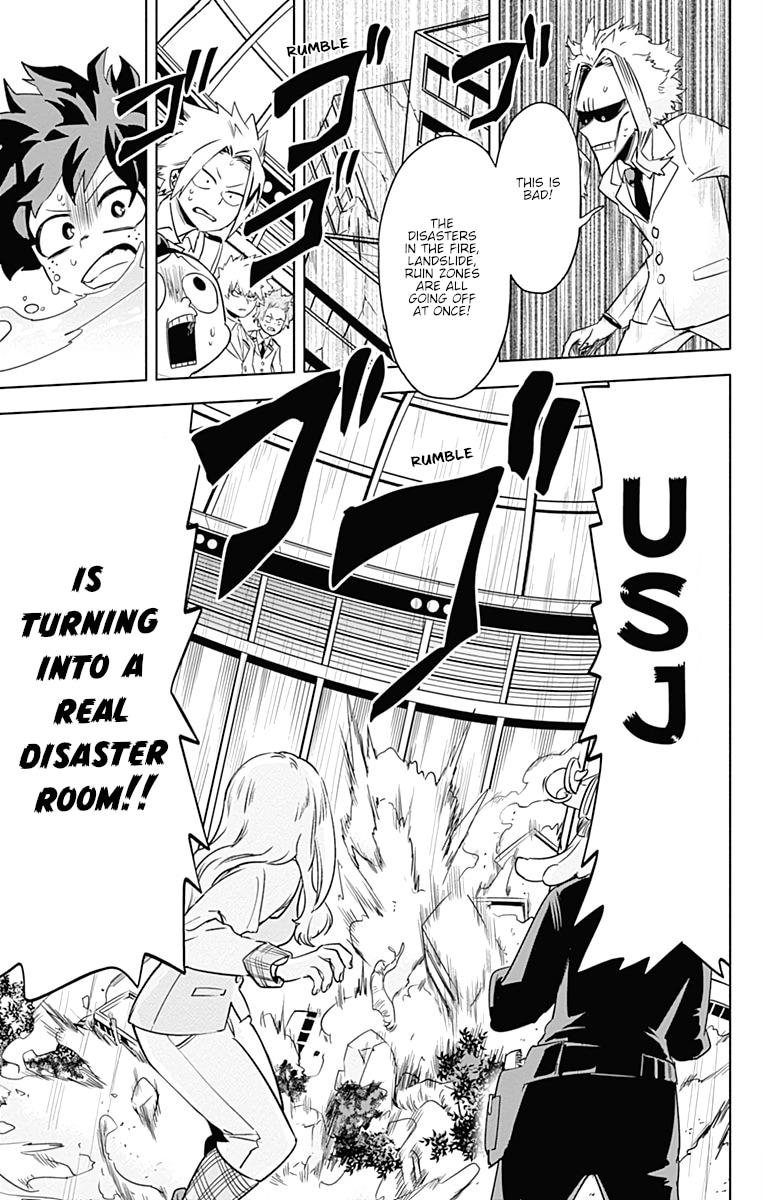 THIS IS
BAD!
THE
DISASTERS
IN THE FIRE,
LANDSLIDE,
RUIN ZONES
ARE ALL
GOING OFF
AT ONCE!
RUMBLE
ゴゴゴゴ
RUMBLE
ゴゴゴ
USJ
IS
TURNING
INTO A
REAL
DISASTER
ROOM!!